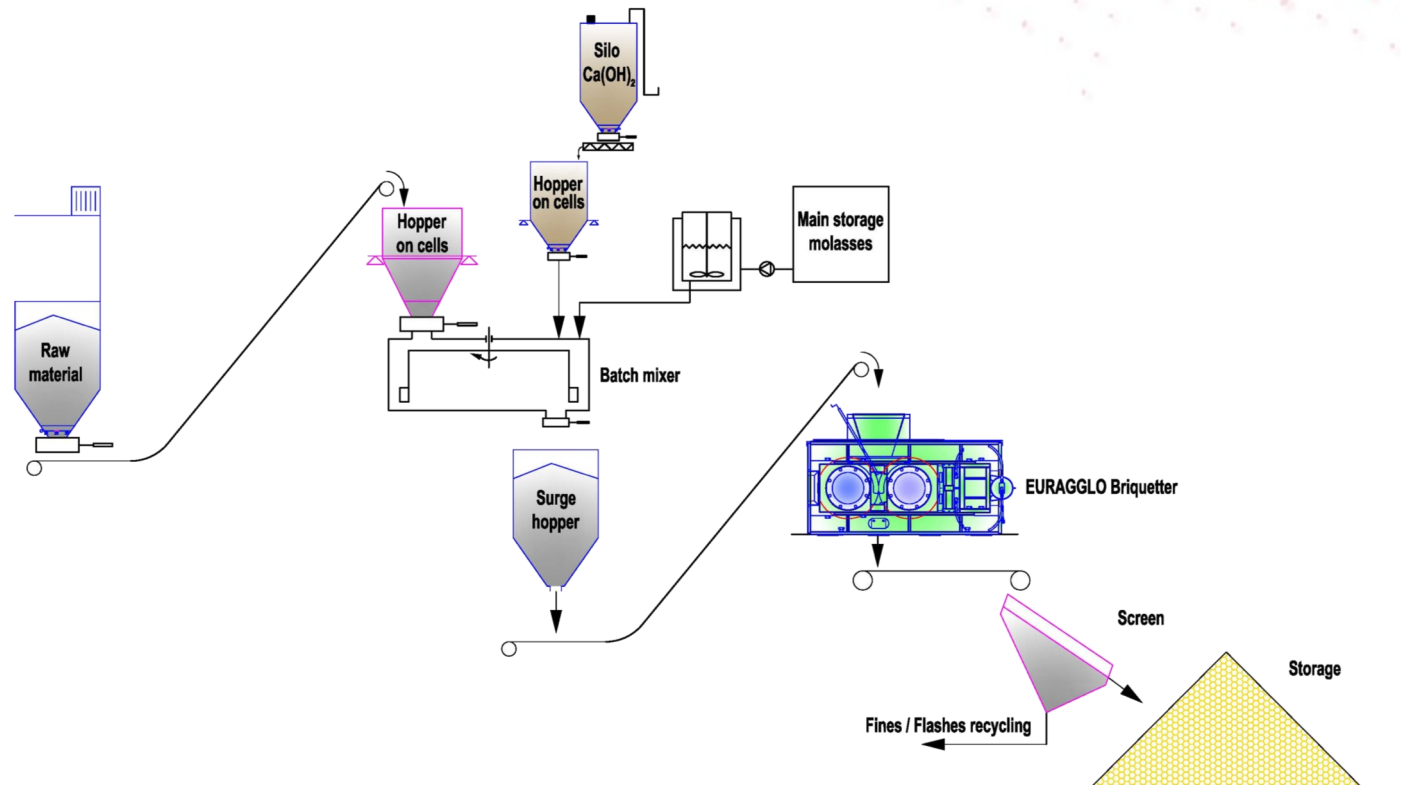 Silo
Ca(OH)₂
Hopper
on cells
Hopper
on cells
Main storage
molasses
Raw
material
Batch mixer
Surge
hopper
EURAGGLO Briquetter
Screen
Storage
Fines / Flashes recycling